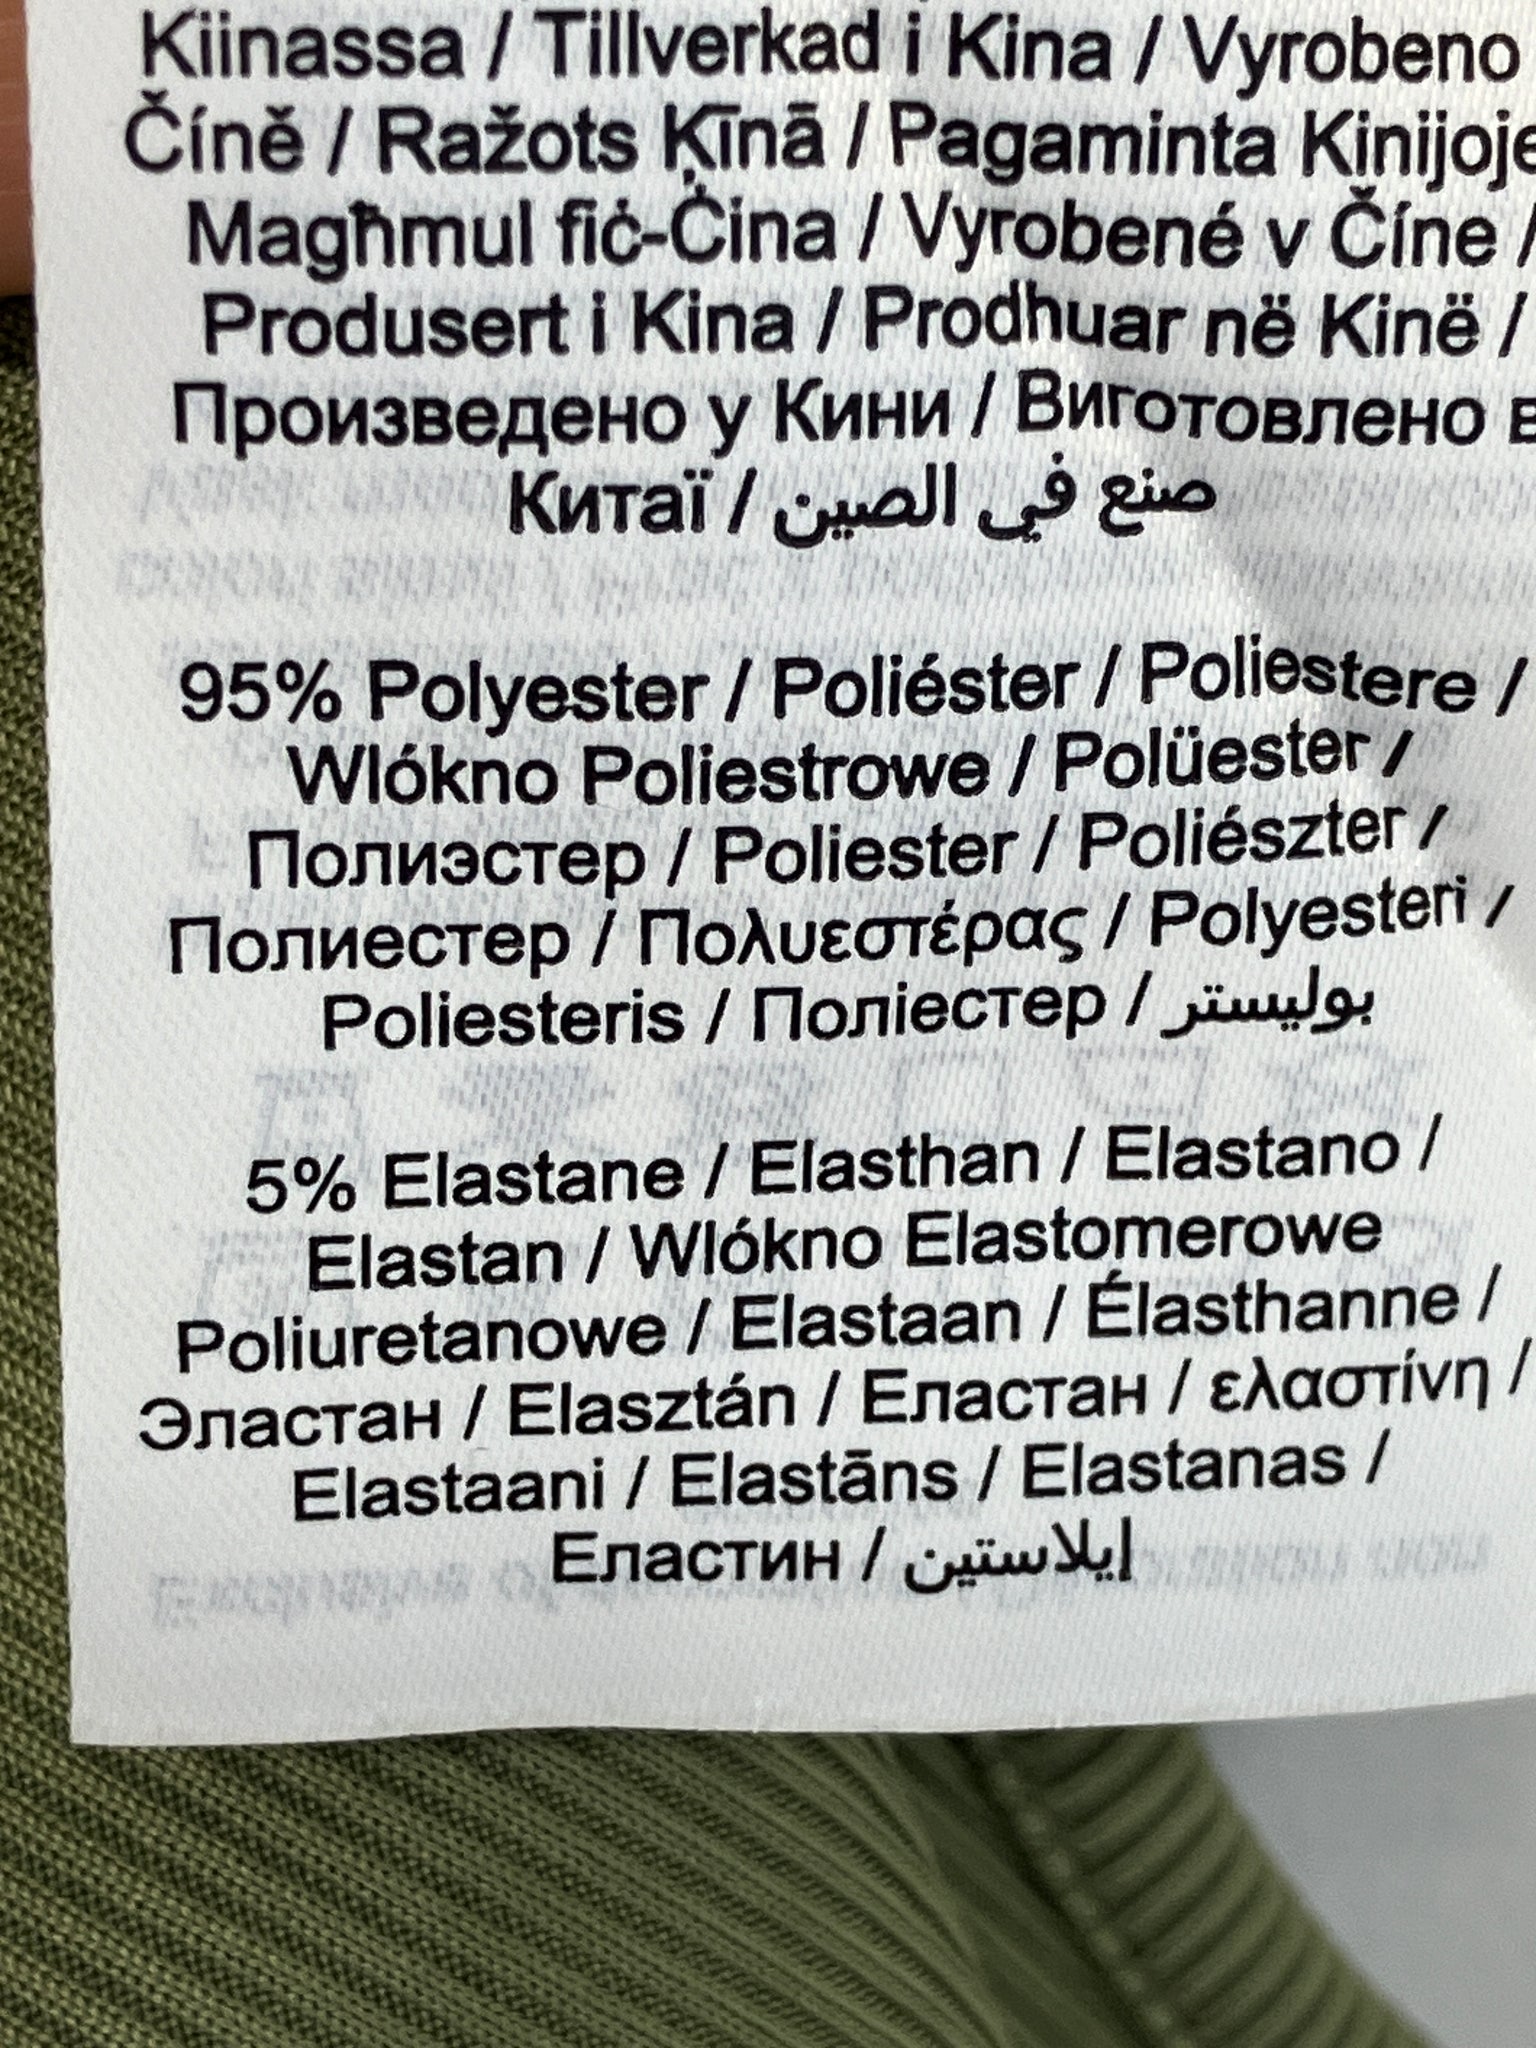 Kiinassa / Tillverkad i Kina / Vyrobeno
Číně / Ražots Ķīnā / Pagaminta Kinijoje
Magħmul fiċ-Ċina / Vyrobené v Číne /
Produsert i Kina / Prodhuar në Kinë /
Произведено у Кини / Виготовлено в
Китаї / صنع في الصين
95% Polyester / Poliéster / Poliestere /
Wlókno Poliestrowe / Polüester /
Полиэстер / Poliester / Poliészter /
Полиестер / Πολυεστέρας / Polyesteri /
Poliesteris / Поліестер / بوليستر
5% Elastane / Elasthan / Elastano /
Elastan / Wlókno Elastomerowe
Poliuretanowe / Elastaan / Élasthanne /
Эластан / Elasztán / Еластан / ελαστίνη /
Elastaani / Elastāns / Elastanas /
Еластин / إيلاستين